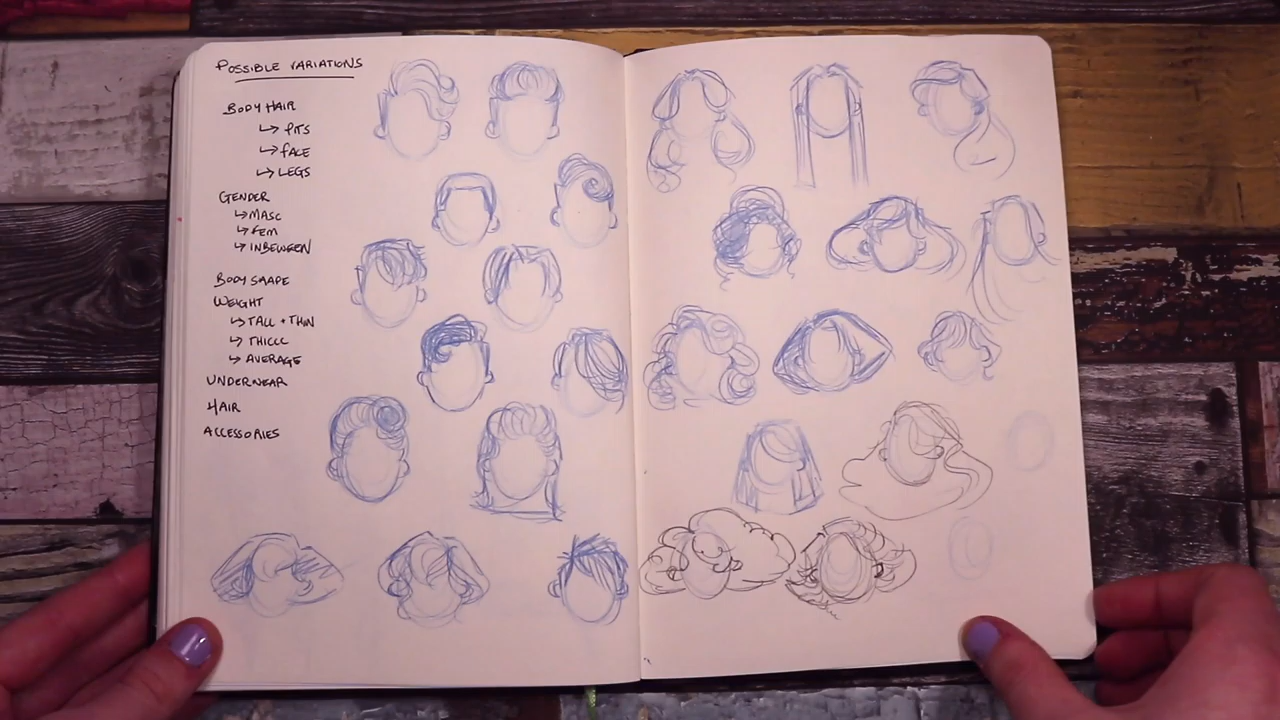 POSSIBLE VARIATIONS
BODY HAIR
↳ PITS
↳ FACE
↳ LEGS
GENDER
↳ MASC
↳ FEM
↳ INBEWEEN
BODY SHAPE
WEIGHT
↳ TALL + THIN
↳ THICCC
↳ AVERAGE
UNDERWEAR
HAIR
ACCESSORIES